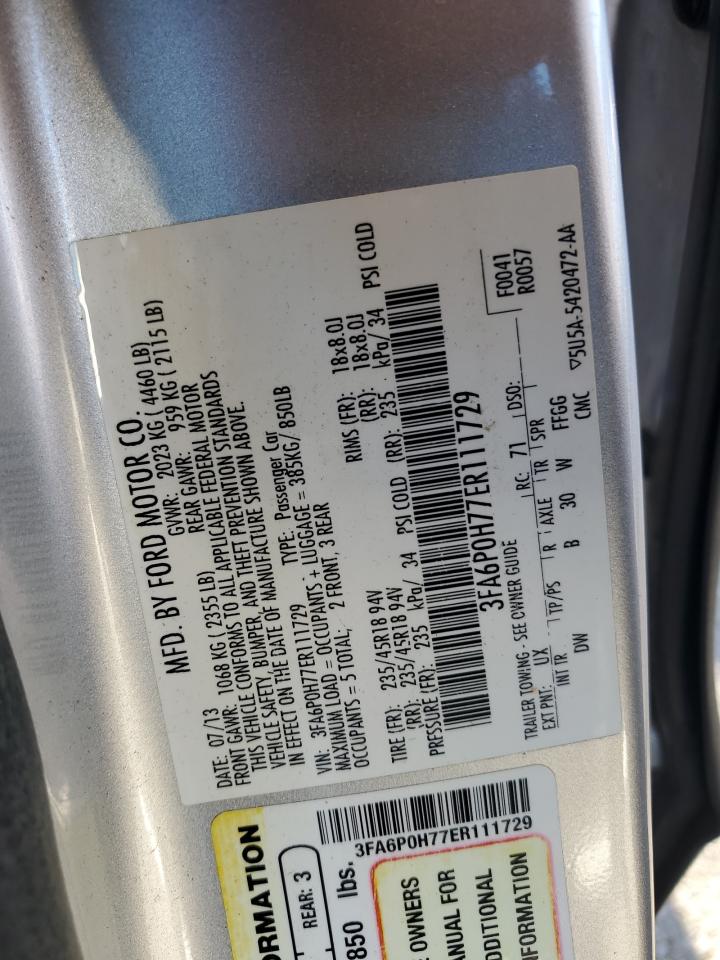 MFD. BY FORD MOTOR CO.
DATE: 07/13 GVWR: 2023 KG ( 4460 LB)
FRONT GAWR: 1068 KG ( 2355 LB) REAR GAWR: 959 KG ( 2115 LB)
THIS VEHICLE CONFORMS TO ALL APPLICABLE FEDERAL MOTOR
VEHICLE SAFETY, BUMPER, AND THEFT PREVENTION STANDARDS
IN EFFECT ON THE DATE OF MANUFACTURE SHOWN ABOVE.
VIN: 3FA6P0H77ER111729 TYPE: Passenger Car
MAXIMUM LOAD = OCCUPANTS + LUGGAGE = 385KG/ 850LB
OCCUPANTS = 5 TOTAL; 2 FRONT, 3 REAR
TIRE (FR): 235/45R18 94V RIMS (FR): 18x8.0J
(RR): 235/45R18 94V (RR): 18x8.0J
PRESSURE (FR): 235 kPa/ 34 PSI COLD (RR): 235 kPa/ 34 PSI COLD
3FA6P0H77ER111729
F0041
R0057
TRAILER TOWING - SEE OWNER GUIDE
EXT PNT: UX RC: 71 DSO:
INT TR TP/PS R AXLE TR SPR
DW B 30 W FFGG
CMC
▽5U5A-5420472-AA
3FA6P0H77ER111729
ORMATION
REAR: 3
850 lbs.
OWNERS
ANUAL FOR
ADDITIONAL
NFORMATION